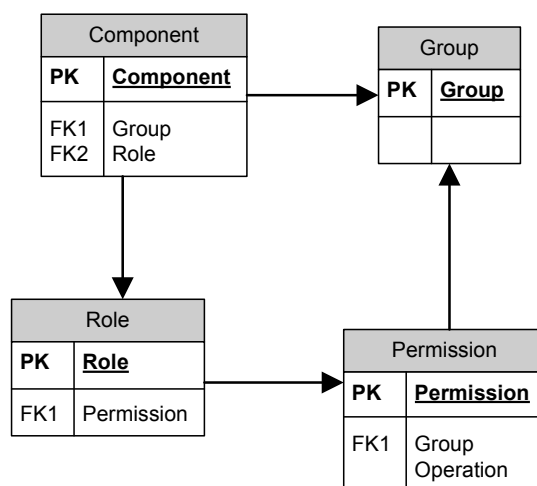 Component
PK Component
FK1 Group
FK2 Role
Group
PK Group
Role
PK Role
FK1 Permission
Permission
PK Permission
FK1 Group
Operation